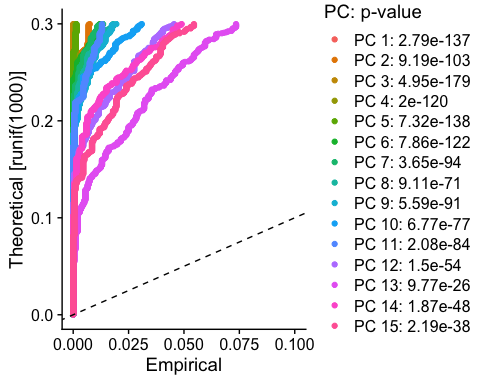 PC: p-value
PC 1: 2.79e-137
PC 2: 9.19e-103
PC 3: 4.95e-179
PC 4: 2e-120
PC 5: 7.32e-138
PC 6: 7.86e-122
PC 7: 3.65e-94
PC 8: 9.11e-71
PC 9: 5.59e-91
PC 10: 6.77e-77
PC 11: 2.08e-84
PC 12: 1.5e-54
PC 13: 9.77e-26
PC 14: 1.87e-48
PC 15: 2.19e-38
Theoretical [runif(1000)]
0.3
0.2
0.1
0.0
0.000 0.025 0.050 0.075 0.100
Empirical